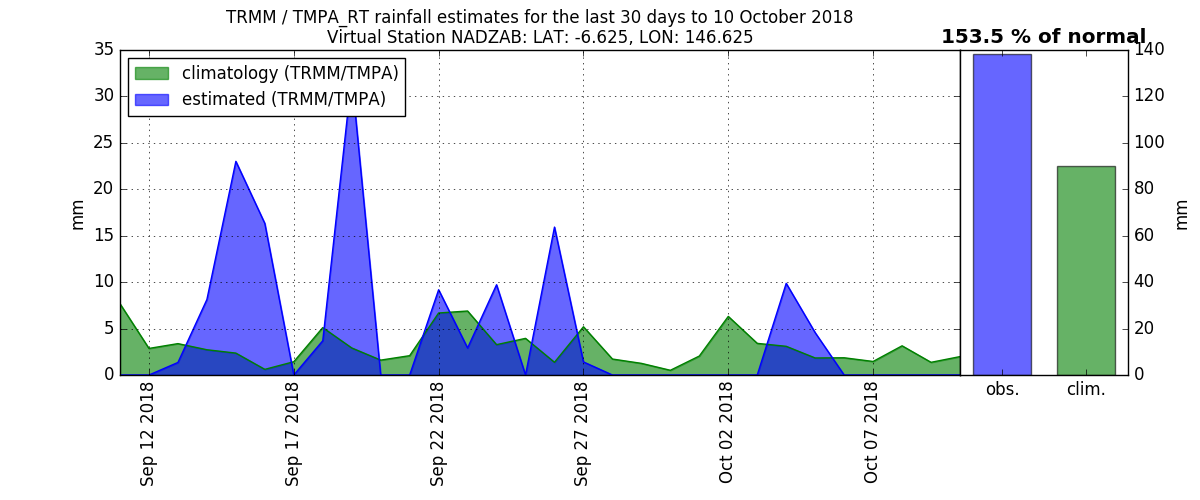 TRMM / TMPA_RT rainfall estimates for the last 30 days to 10 October 2018
Virtual Station NADZAB: LAT: -6.625, LON: 146.625
153.5 % of normal
climatology (TRMM/TMPA)
estimated (TRMM/TMPA)
35
30
25
20
15
10
5
0
mm
Sep 12 2018
Sep 17 2018
Sep 22 2018
Sep 27 2018
Oct 02 2018
Oct 07 2018
obs.
clim.
140
120
100
80
60
40
20
0
mm